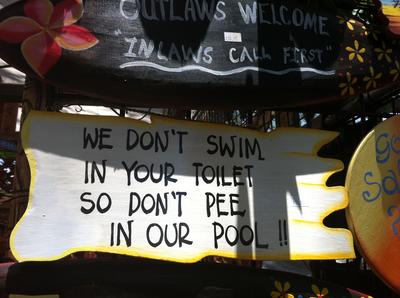 OUTLAWS WELCOME
"INLAWS CALL FIRST"
WE DON'T SWIM
IN YOUR TOILET
SO DON'T PEE
IN OUR POOL!!